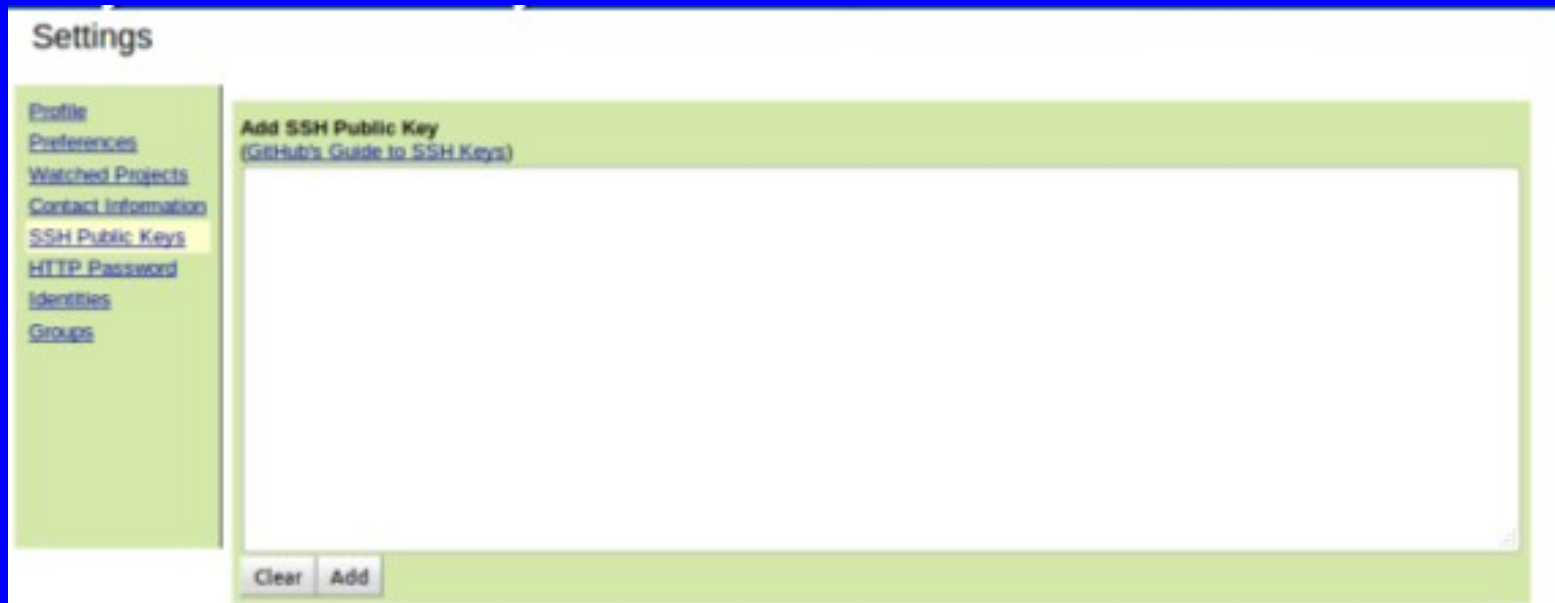 Settings
Profile
Preferences
Watched Projects
Contact Information
SSH Public Keys
HTTP Password
Identities
Groups
Add SSH Public Key
(GitHub's Guide to SSH Keys)
Clear
Add